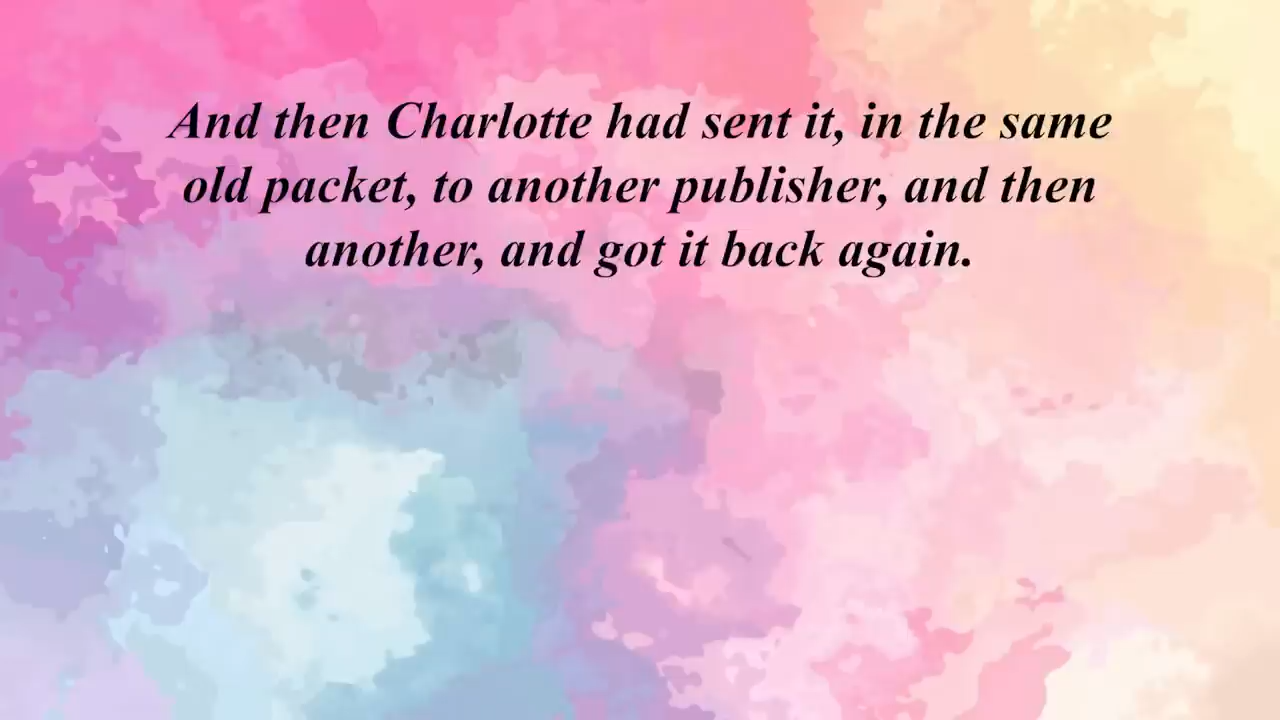 And then Charlotte had sent it, in the same
old packet, to another publisher, and then
another, and got it back again.